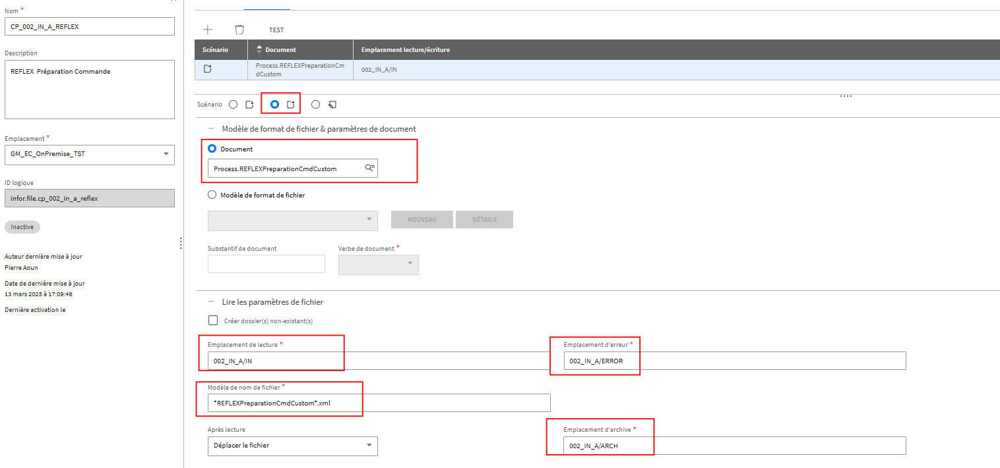 Nom *
CP_002_IN_A_REFLEX
Description
REFLEX Préparation Commande
Emplacement *
GM_EC_OnPremise_TST
ID logique
infor.file.cp_002_in_a_reflex
Inactive
Auteur dernière mise à jour
Pierre Aoun
Date de dernière mise à jour
13 mars 2025 à 17:09:46
Dernière activation le
TEST
Scénario Document Emplacement lecture/écriture
Process.REFLEXPreparationCm
dCustom
002_IN_A/IN
Scénario
Modèle de format de fichier & paramètres de document
Document
Process.REFLEXPreparationCmdCustom
Modèle de format de fichier
NOUVEAU DÉTAILS
Substantif de document Verbe de document *
Lire les paramètres de fichier
Créer dossier(s) non-existant(s)
Emplacement de lecture * Emplacement d'erreur *
002_IN_A/IN 002_IN_A/ERROR
Modèle de nom de fichier *
*REFLEXPreparationCmdCustom*.xml
Après lecture Emplacement d'archive *
Déplacer le fichier 002_IN_A/ARCH